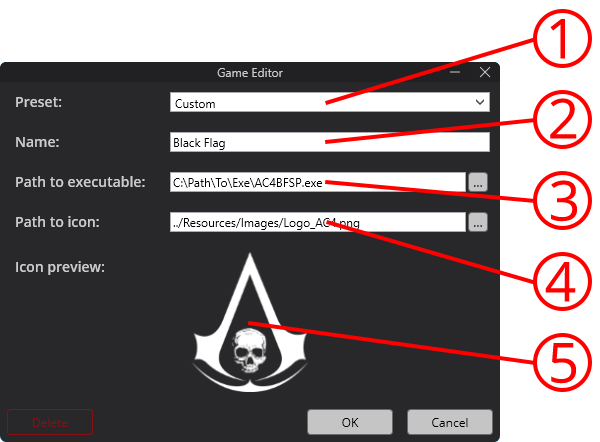 Game Editor
1
Preset:
Custom
2
Name:
Black Flag
Path to executable:
C:\Path\To\Exe\AC4BFSP.exe
...
3
Path to icon:
../Resources/Images/Logo_AC4.png
...
4
Icon preview:
5
Delete
OK
Cancel